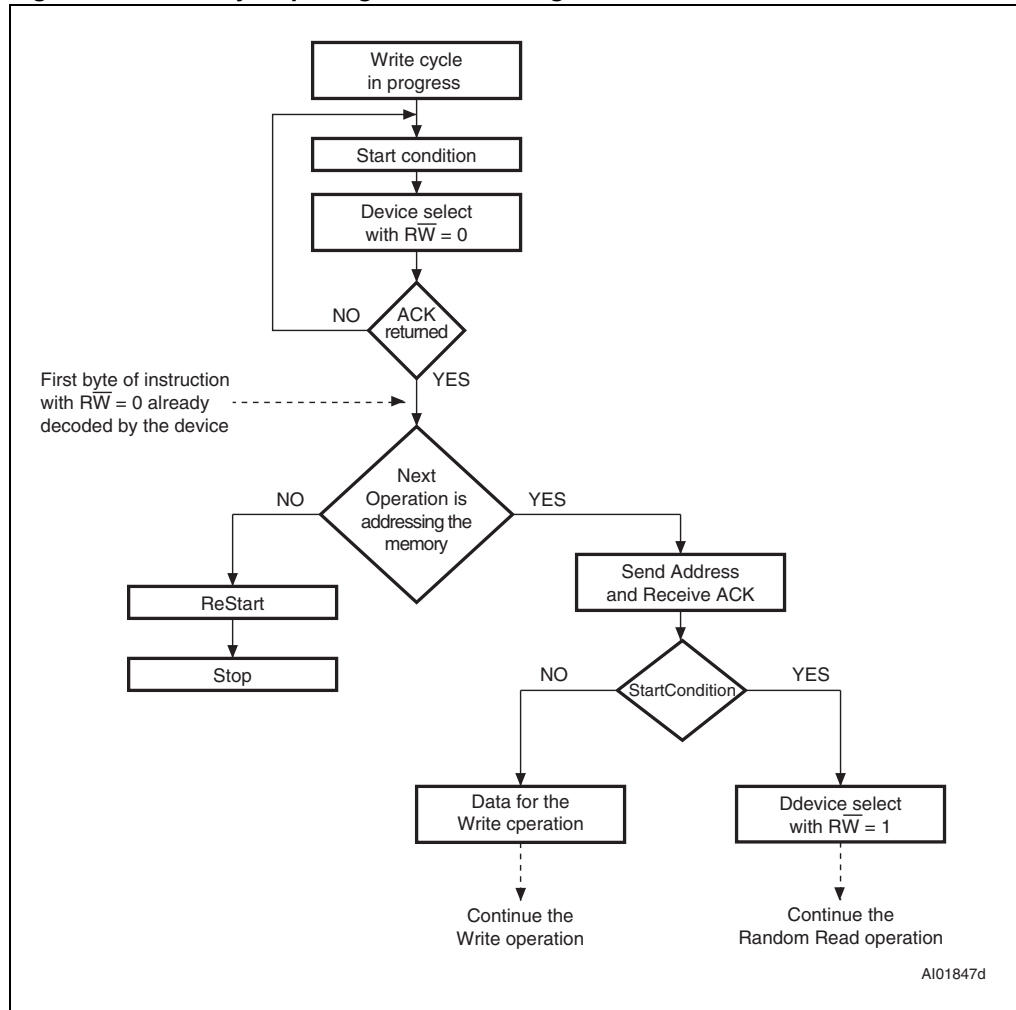 Write cycle
in progress
Start condition
Device select
with RW̅ = 0
NO
ACK
returned
YES
First byte of instruction
with RW̅ = 0 already
decoded by the device
Next
Operation is
addressing the
memory
NO
YES
ReStart
Stop
Send Address
and Receive ACK
NO
StartCondition
YES
Data for the
Write cperation
Ddevice select
with RW̅ = 1
Continue the
Write operation
Continue the
Random Read operation
AI01847d